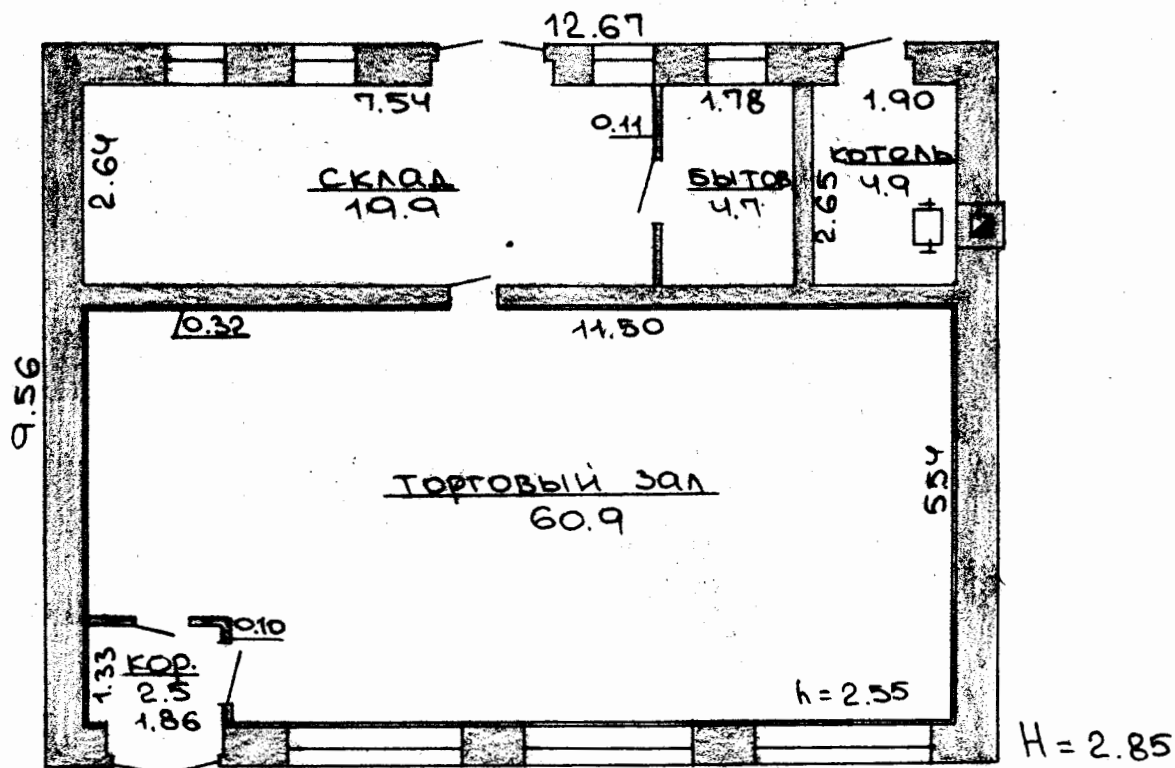 12.67
7.54
1.78
1.90
0.11
2.64
склад
19.9
Бытов
4.7
2.65
котель
4.9
0.32
11.50
9.56
торговый зал
60.9
5.54
0.10
1.33
кор.
2.5
1.86
h = 2.55
H = 2.85